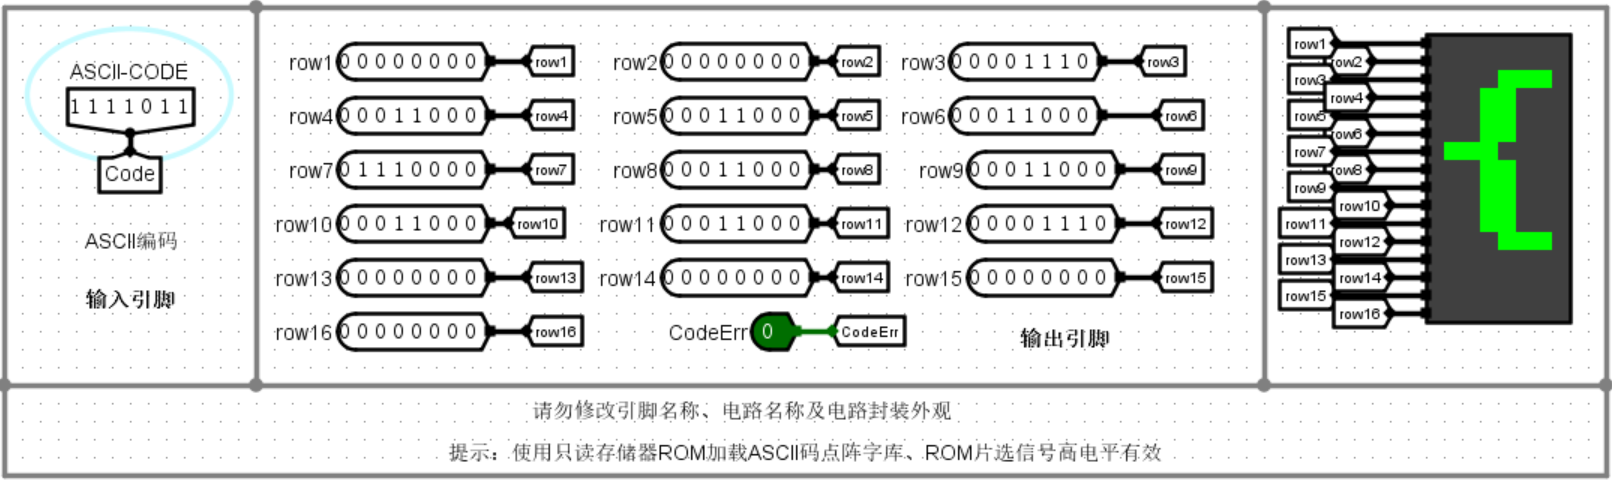 ASCII-CODE
1 1 1 1 0 1 1
Code
ASCII编码
输入引脚
row1 0 0 0 0 0 0 0 0 row1
row2 0 0 0 0 0 0 0 0 row2
row3 0 0 0 0 1 1 1 0 row3
row4 0 0 0 1 1 0 0 0 row4
row5 0 0 0 1 1 0 0 0 row5
row6 0 0 0 1 1 0 0 0 row6
row7 0 1 1 1 0 0 0 0 row7
row8 0 0 0 1 1 0 0 0 row8
row9 0 0 0 1 1 0 0 0 row9
row10 0 0 0 1 1 0 0 0 row10
row11 0 0 0 1 1 0 0 0 row11
row12 0 0 0 0 1 1 1 0 row12
row13 0 0 0 0 0 0 0 0 row13
row14 0 0 0 0 0 0 0 0 row14
row15 0 0 0 0 0 0 0 0 row15
row16 0 0 0 0 0 0 0 0 row16
CodeErr 0 CodeErr
输出引脚
row1
row2
row3
row4
row5
row6
row7
row8
row9
row10
row11
row12
row13
row14
row15
row16
请勿修改引脚名称、电路名称及电路封装外观
提示：使用只读存储器ROM加载ASCII码点阵字库、ROM片选信号高电平有效